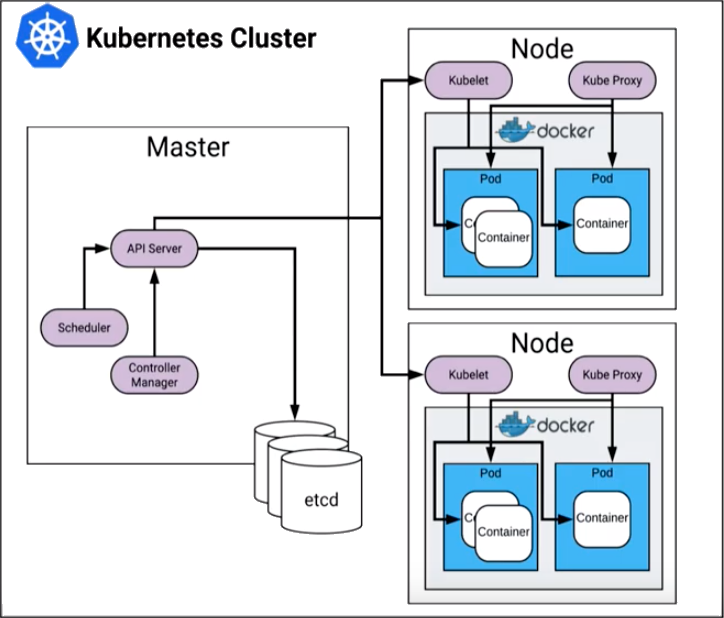 Kubernetes Cluster
Master
API Server
Scheduler
Controller
Manager
etcd
Node
Kubelet
Kube Proxy
docker
Pod
Pod
Container
Container
Node
Kubelet
Kube Proxy
docker
Pod
Pod
Container
Container